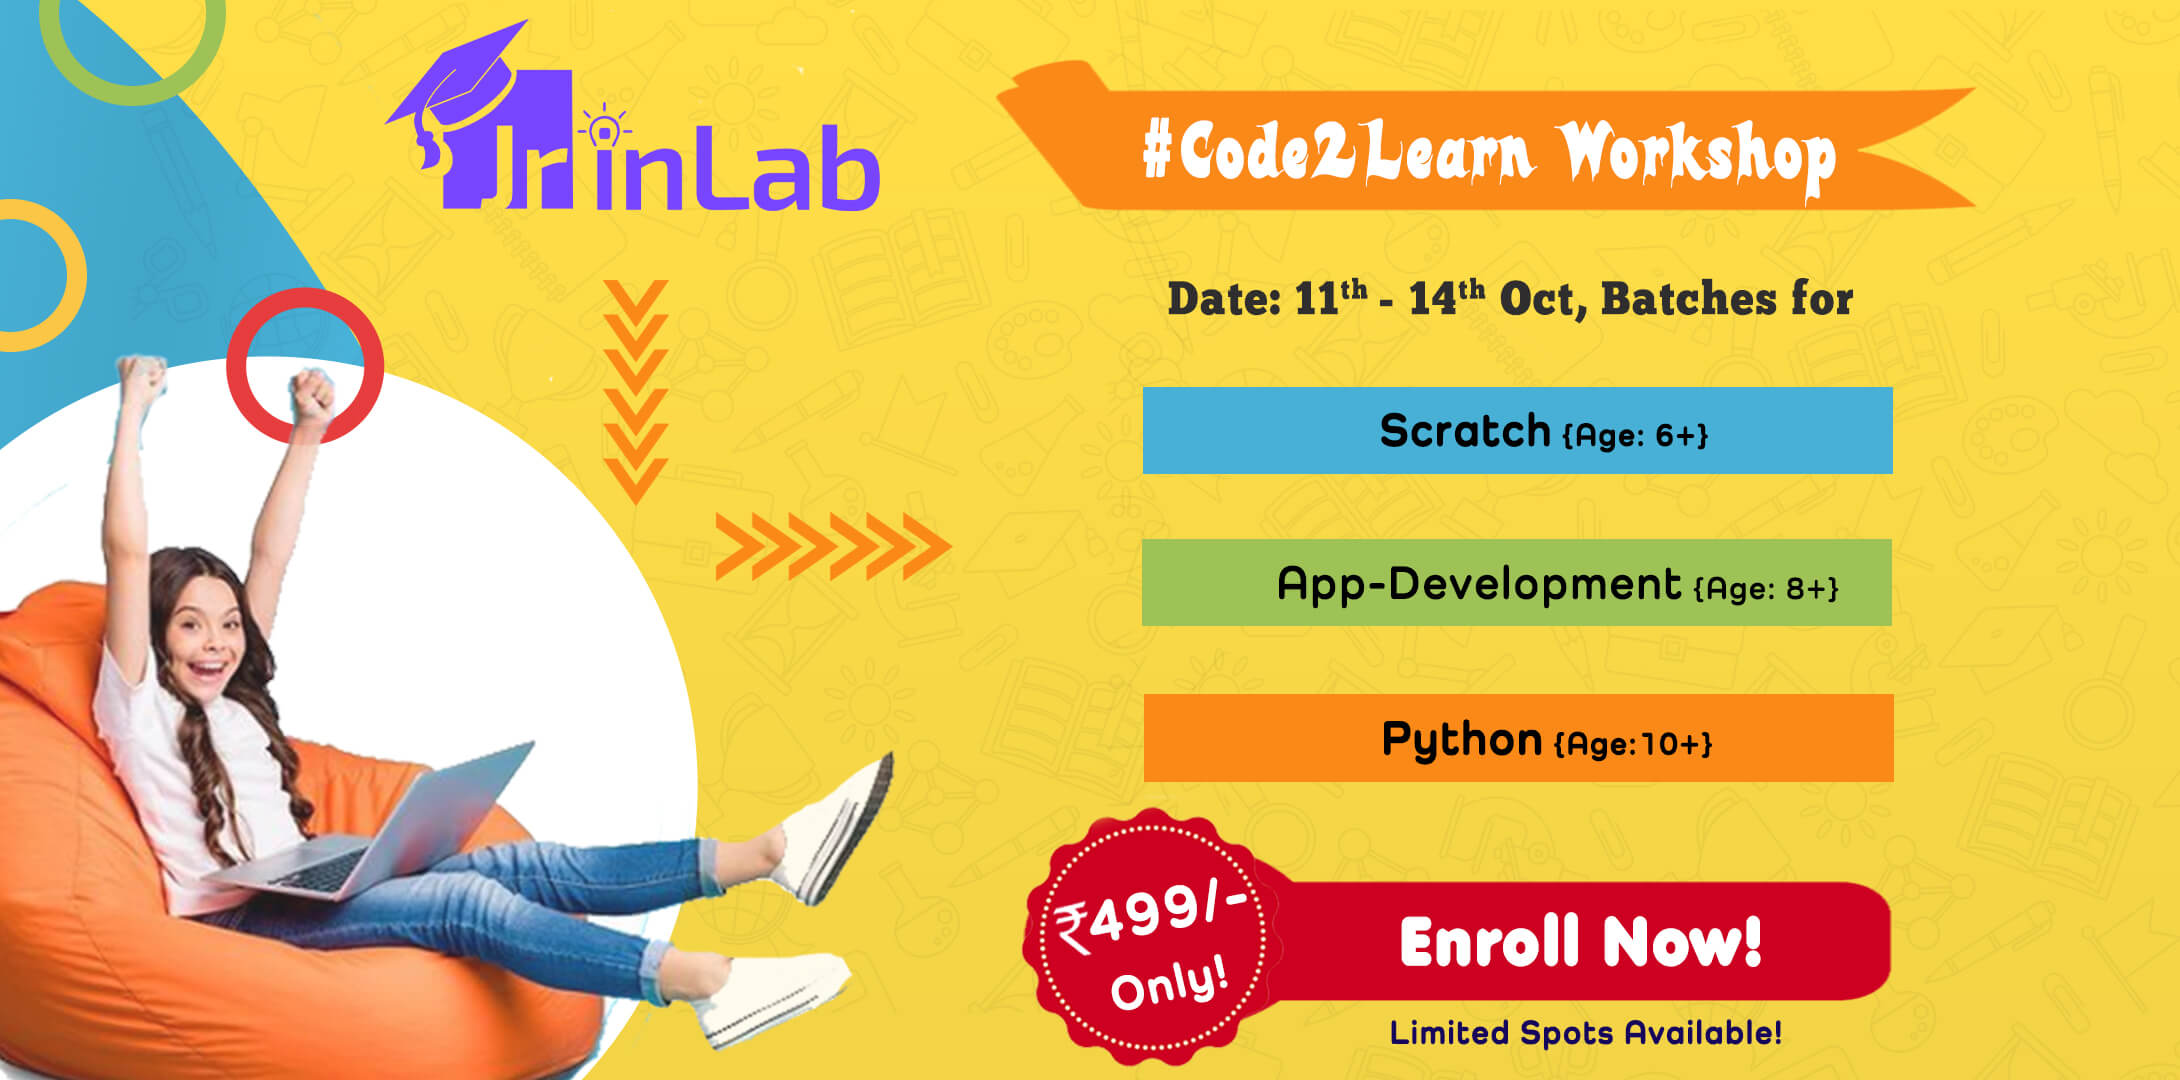 JrinLab
#Code2Learn Workshop
Date: 11th - 14th Oct, Batches for
Scratch {Age: 6+}
App-Development {Age: 8+}
Python {Age:10+}
₹499/-
Only!
Enroll Now!
Limited Spots Available!